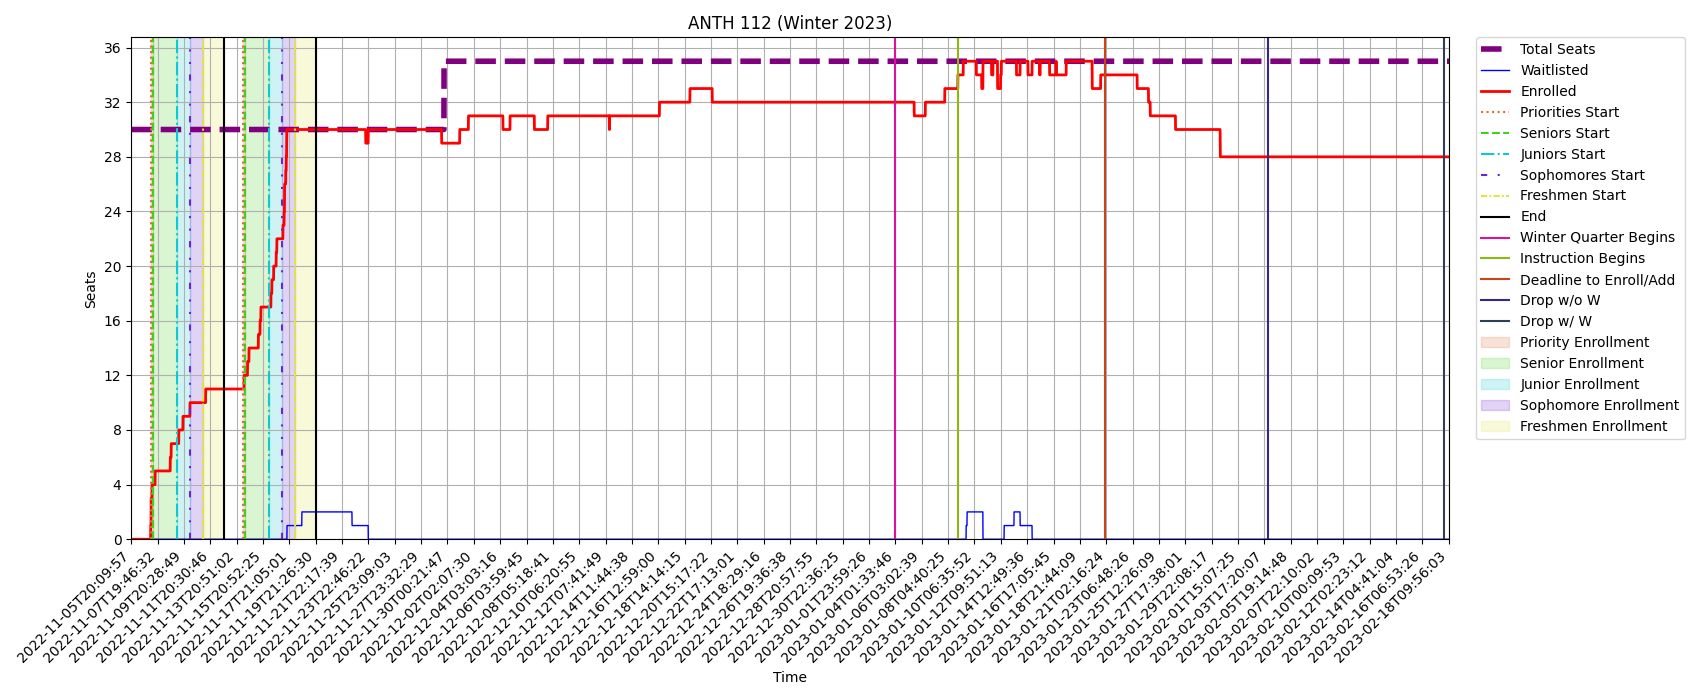 ANTH 112 (Winter 2023)
36
32
28
24
20
16
12
8
4
0
Seats
2022-11-05T20:09:57
2022-11-07T19:46:32
2022-11-09T20:28:49
2022-11-11T20:30:46
2022-11-13T20:51:02
2022-11-15T20:52:25
2022-11-17T21:05:01
2022-11-19T21:26:30
2022-11-21T22:17:39
2022-11-23T22:46:22
2022-11-25T23:09:03
2022-11-27T23:32:29
2022-11-30T00:21:47
2022-12-02T02:07:30
2022-12-04T03:03:16
2022-12-06T03:59:45
2022-12-08T05:18:41
2022-12-10T06:20:55
2022-12-12T07:41:49
2022-12-14T11:44:38
2022-12-16T12:59:00
2022-12-18T14:14:15
2022-12-20T15:17:22
2022-12-22T17:13:01
2022-12-24T18:29:16
2022-12-26T19:36:38
2022-12-28T20:57:55
2022-12-30T22:36:25
2023-01-01T23:59:26
2023-01-04T01:33:46
2023-01-06T03:02:39
2023-01-08T04:40:25
2023-01-10T06:35:52
2023-01-12T09:51:13
2023-01-14T12:49:36
2023-01-16T17:05:45
2023-01-18T21:44:09
2023-01-21T02:16:24
2023-01-23T06:48:26
2023-01-25T12:26:09
2023-01-27T17:38:01
2023-01-29T22:08:17
2023-02-01T15:07:25
2023-02-03T17:20:07
2023-02-05T19:14:48
2023-02-07T22:10:02
2023-02-10T00:09:53
2023-02-12T02:23:12
2023-02-14T04:41:04
2023-02-16T06:53:26
2023-02-18T09:56:03
Time
Total Seats
Waitlisted
Enrolled
Priorities Start
Seniors Start
Juniors Start
Sophomores Start
Freshmen Start
End
Winter Quarter Begins
Instruction Begins
Deadline to Enroll/Add
Drop w/o W
Drop w/ W
Priority Enrollment
Senior Enrollment
Junior Enrollment
Sophomore Enrollment
Freshmen Enrollment